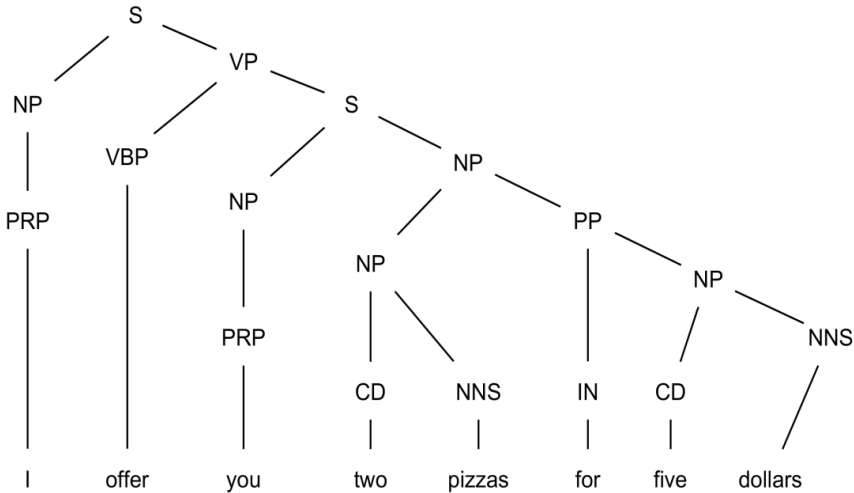 S
VP
NP
S
VBP
NP
NP
PRP
PP
NP
NP
PRP
NNS
CD
NNS
IN
CD
I offer you two pizzas for five dollars